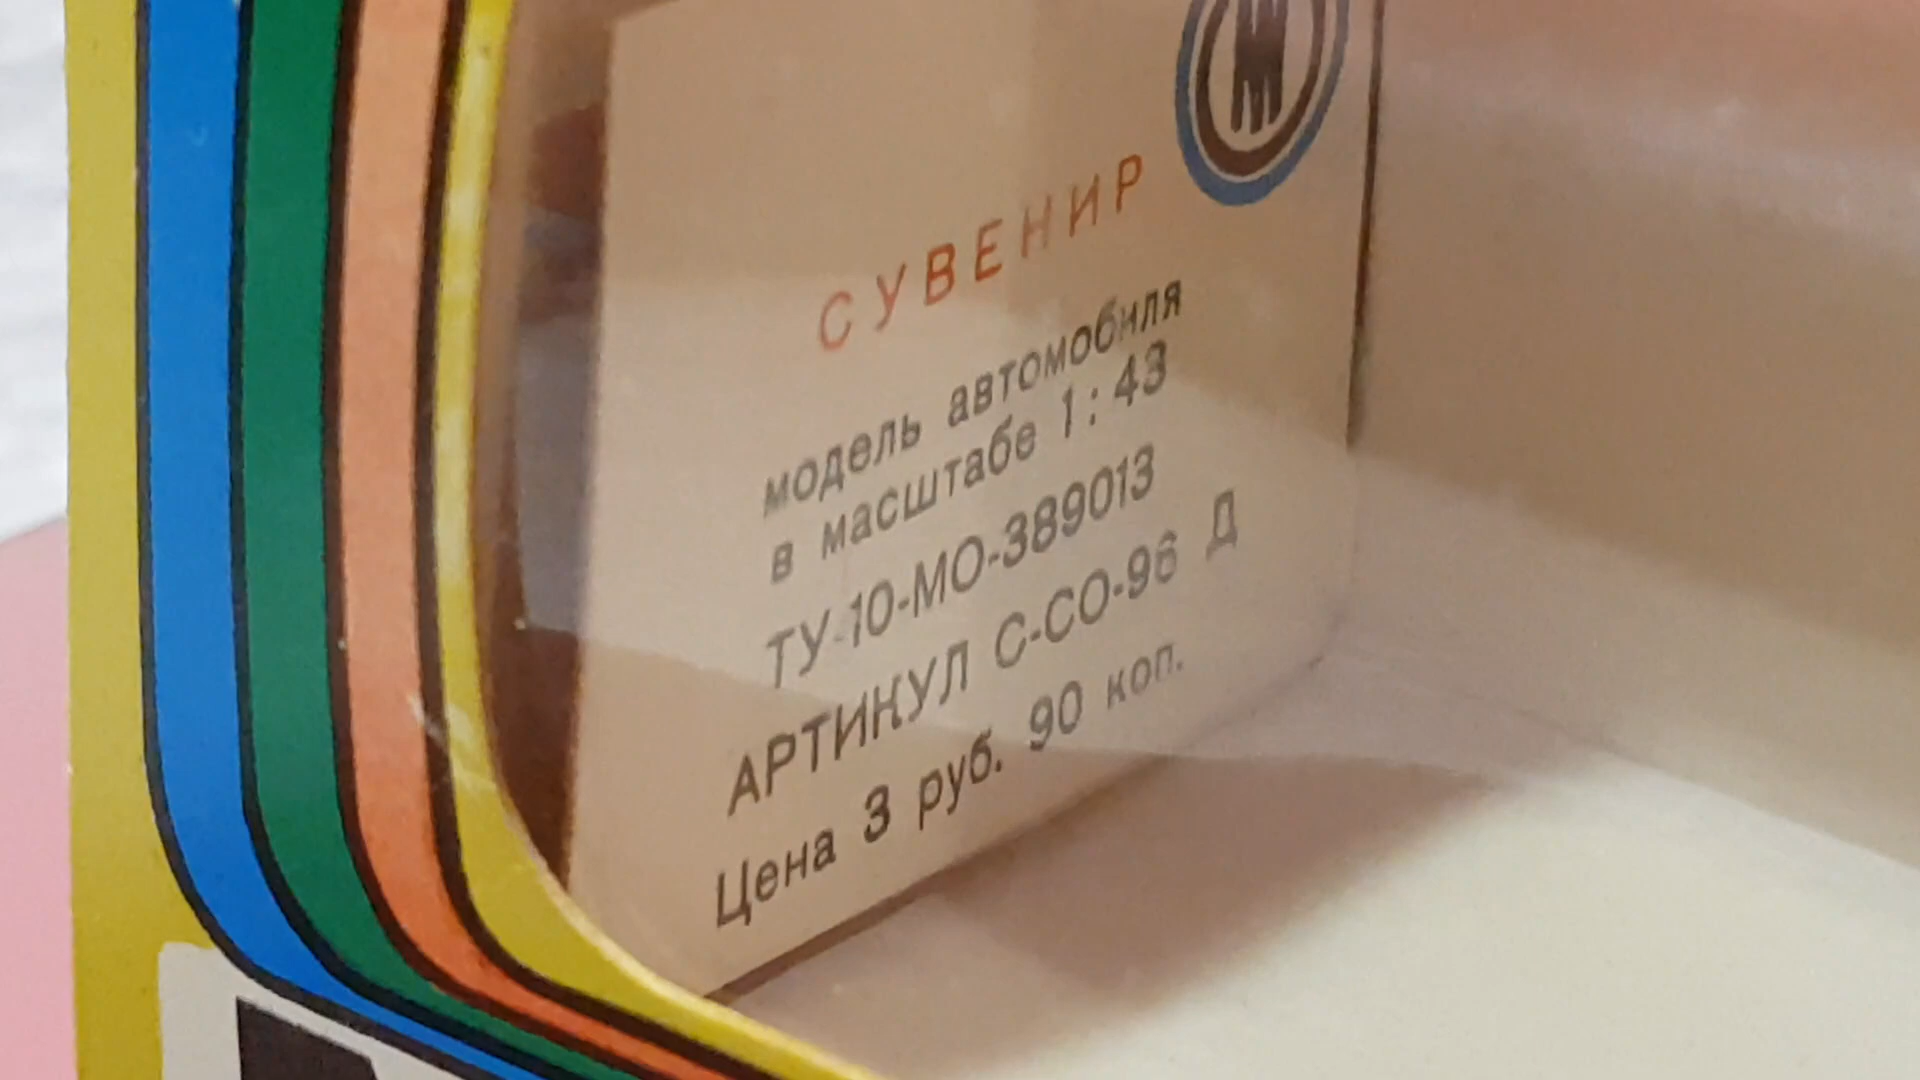 СУВЕНИР
модель автомобиля
в масштабе 1:43
ТУ-10-МО-389013
АРТИКУЛ С-СО-96 Д
Цена 3 руб. 90 коп.